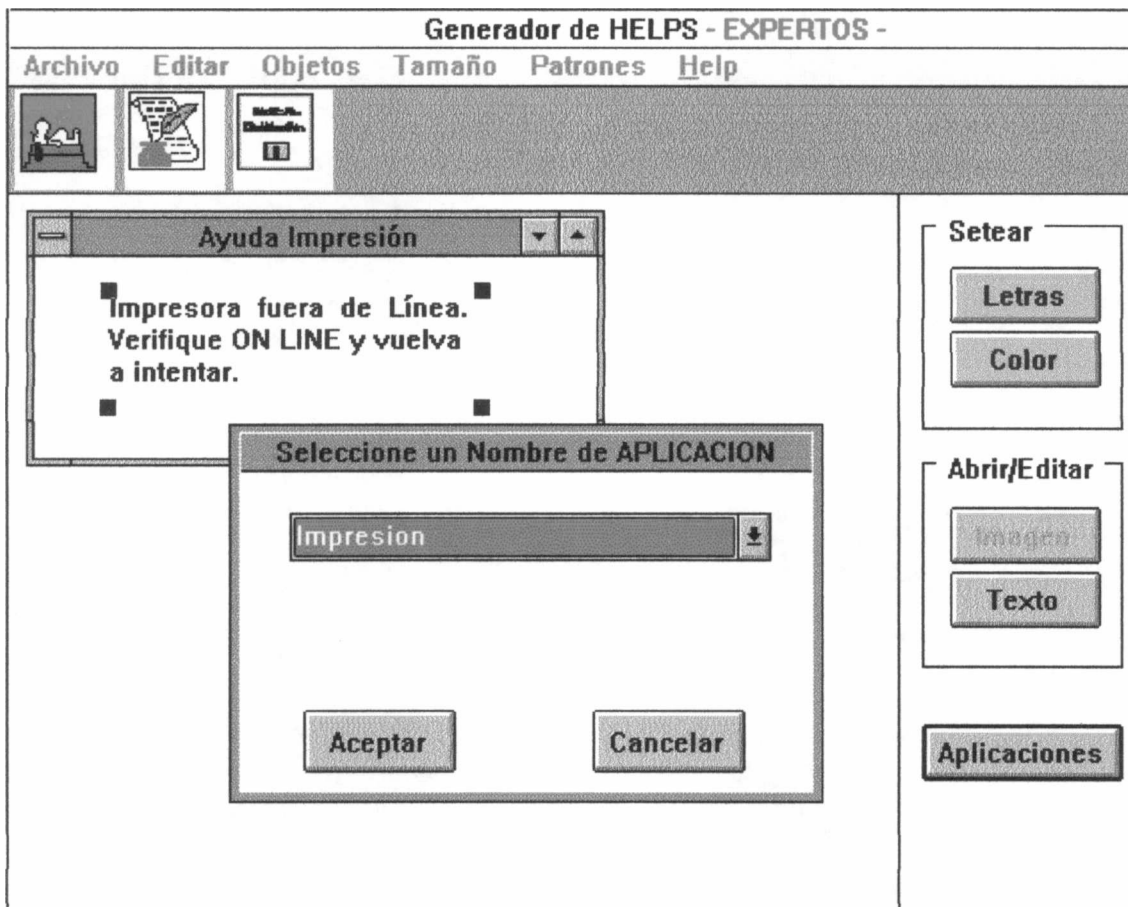 Generador de HELPS - EXPERTOS -
Archivo Editar Objetos Tamaño Patrones Help
Ayuda Impresión
Impresora fuera de Línea.
Verifique ON LINE y vuelva
a intentar.
Seleccione un Nombre de APLICACION
Impresion
Aceptar Cancelar
Setear
Letras
Color
Abrir/Editar
Imagen
Texto
Aplicaciones